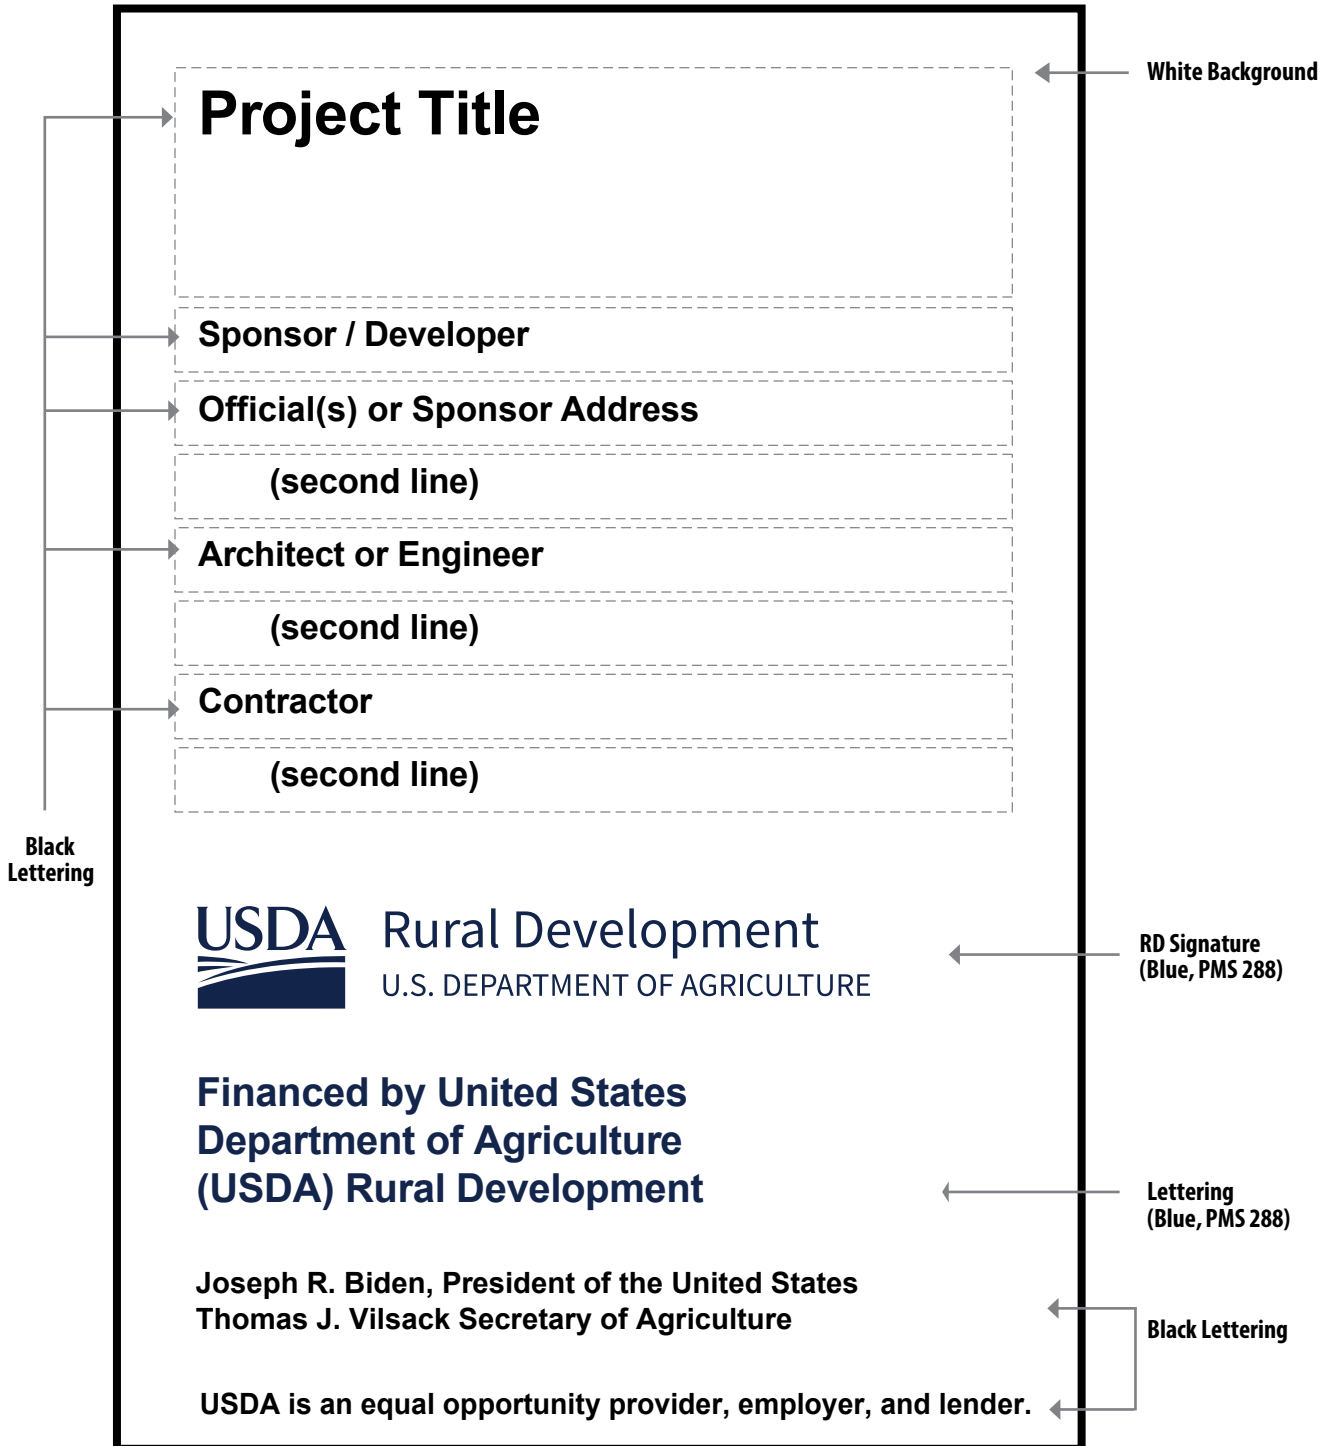 White Background
Project Title
Sponsor / Developer
Official(s) or Sponsor Address
(second line)
Architect or Engineer
(second line)
Contractor
(second line)
Black
Lettering
USDA
Rural Development
U.S. DEPARTMENT OF AGRICULTURE
RD Signature
(Blue, PMS 288)
Financed by United States
Department of Agriculture
(USDA) Rural Development
Lettering
(Blue, PMS 288)
Joseph R. Biden, President of the United States
Thomas J. Vilsack Secretary of Agriculture
Black Lettering
USDA is an equal opportunity provider, employer, and lender.